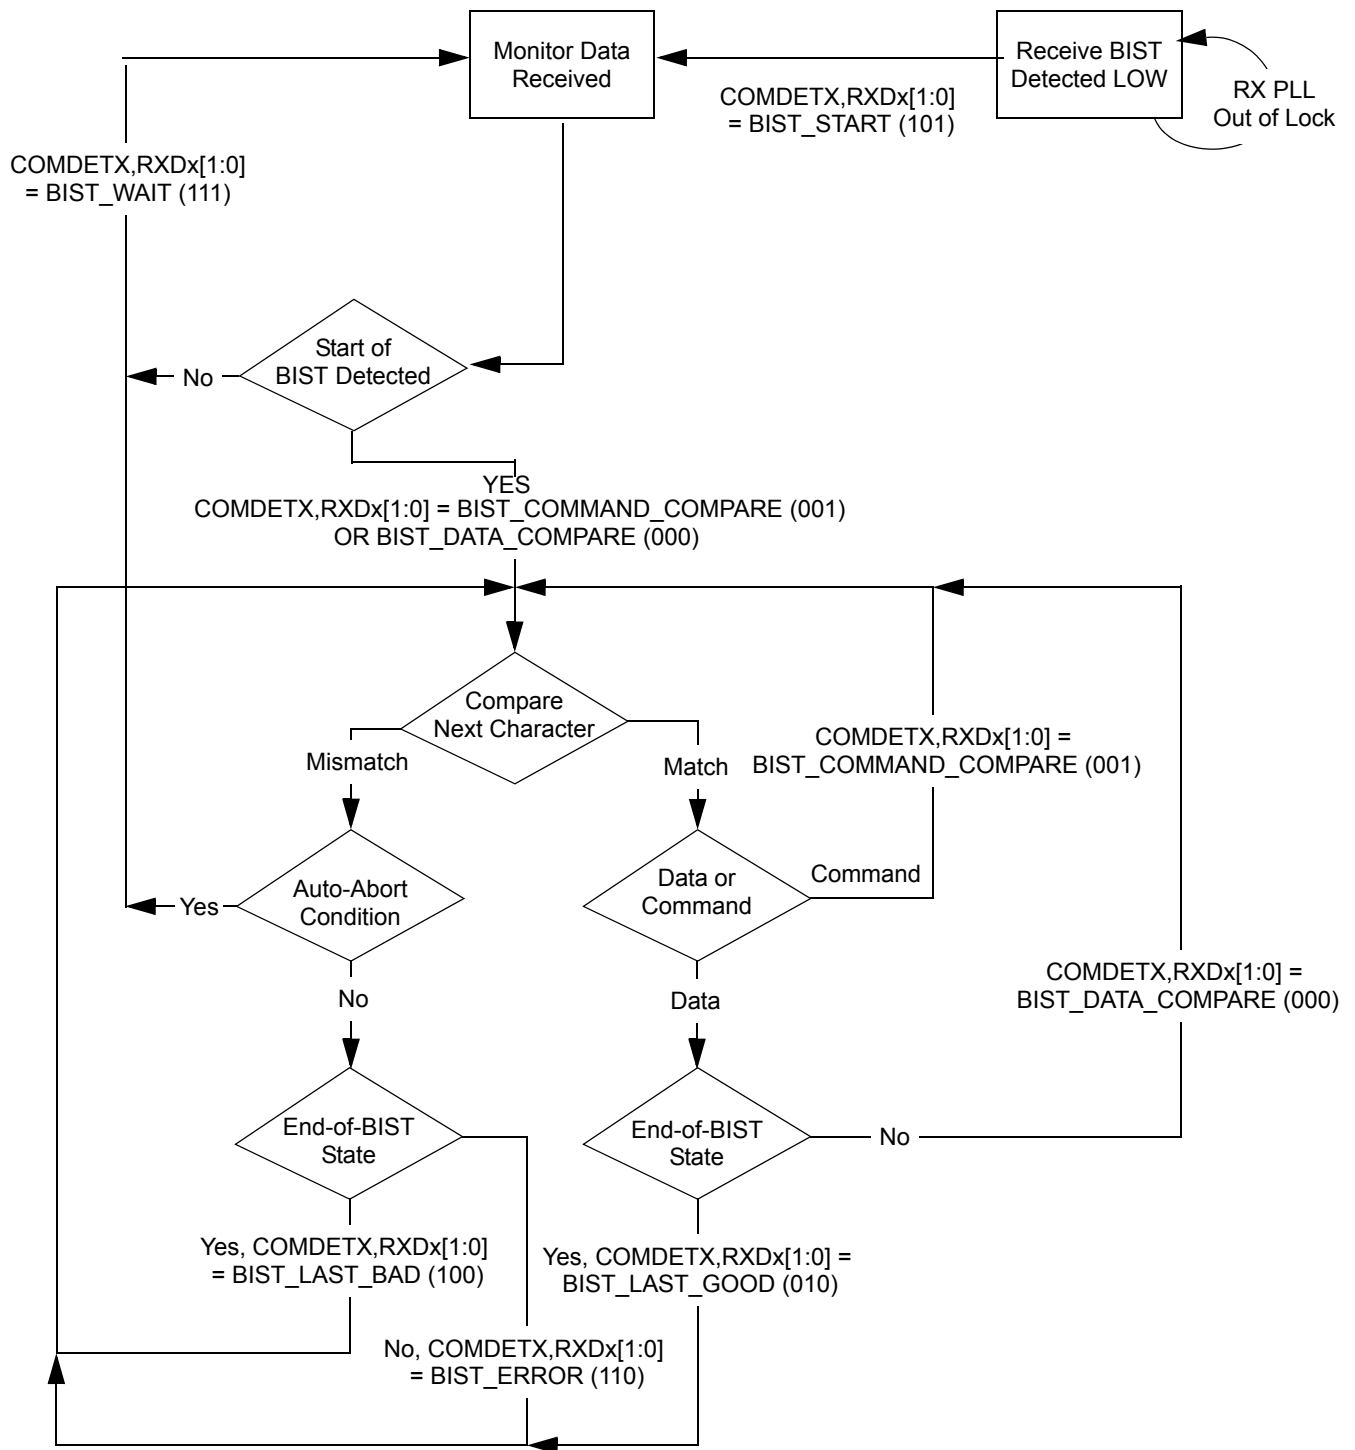 Monitor Data
Received
Receive BIST
Detected LOW
RX PLL
Out of Lock
COMDETX,RXDx[1:0]
= BIST_START (101)
COMDETX,RXDx[1:0]
= BIST_WAIT (111)
Start of
BIST Detected
No
YES
COMDETX,RXDx[1:0] = BIST_COMMAND_COMPARE (001)
OR BIST_DATA_COMPARE (000)
Compare
Next Character
Mismatch
Match
COMDETX,RXDx[1:0] =
BIST_COMMAND_COMPARE (001)
Auto-Abort
Condition
Yes
Data or
Command
Command
No
Data
COMDETX,RXDx[1:0] =
BIST_DATA_COMPARE (000)
End-of-BIST
State
End-of-BIST
State
No
Yes, COMDETX,RXDx[1:0]
= BIST_LAST_BAD (100)
Yes, COMDETX,RXDx[1:0] =
BIST_LAST_GOOD (010)
No, COMDETX,RXDx[1:0]
= BIST_ERROR (110)